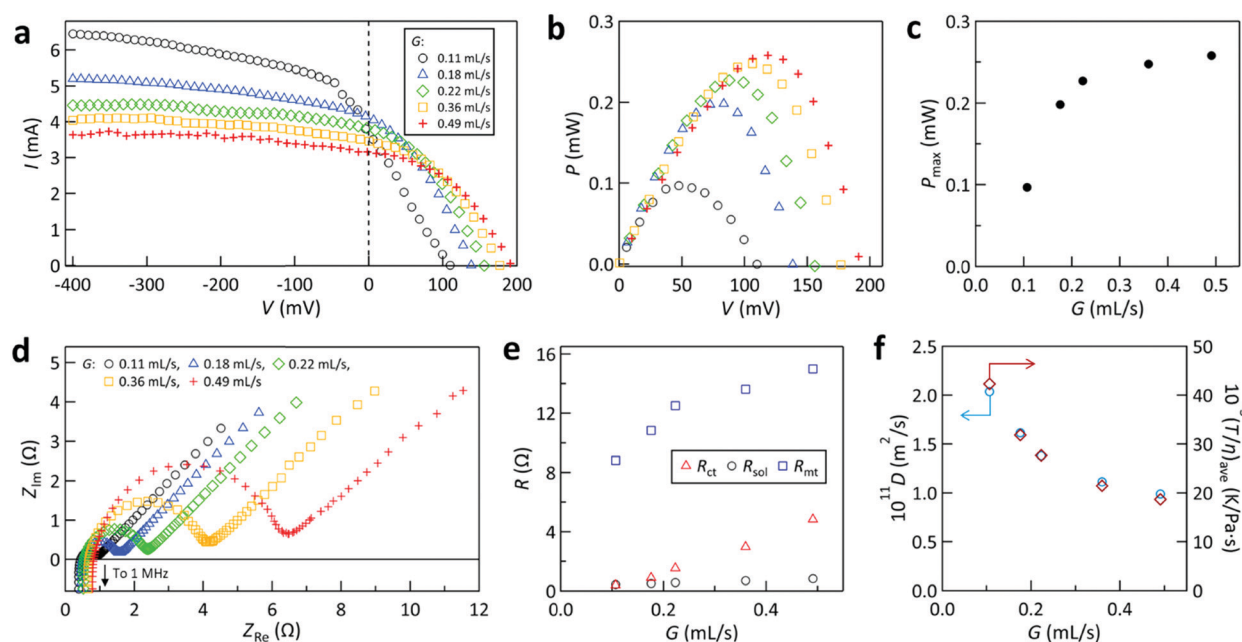 a
I (mA)
6
5
4
3
2
1
0
-400
-300
-200
-100
0
100
200
V (mV)
G:
0.11 mL/s
0.18 mL/s
0.22 mL/s
0.36 mL/s
0.49 mL/s
b
P (mW)
0.3
0.2
0.1
0.0
0
50
100
150
200
V (mV)
c
Pmax (mW)
0.3
0.2
0.1
0.0
0.0
0.1
0.2
0.3
0.4
0.5
G (mL/s)
d
G: 0.11 mL/s, 0.18 mL/s, 0.22 mL/s,
0.36 mL/s, 0.49 mL/s
ZIm (Ω)
5
4
3
2
1
0
To 1 MHz
0
2
4
6
8
10
12
ZRe (Ω)
e
R (Ω)
16
12
8
4
0
Rct Rsol Rmt
0.0
0.2
0.4
G (mL/s)
f
10¹¹ D (m²/s)
2.5
2.0
1.5
1.0
0.5
0.0
50
40
30
20
10
0
(T/η)ave
(K/Pa·s)
0.0
0.2
0.4
G (mL/s)